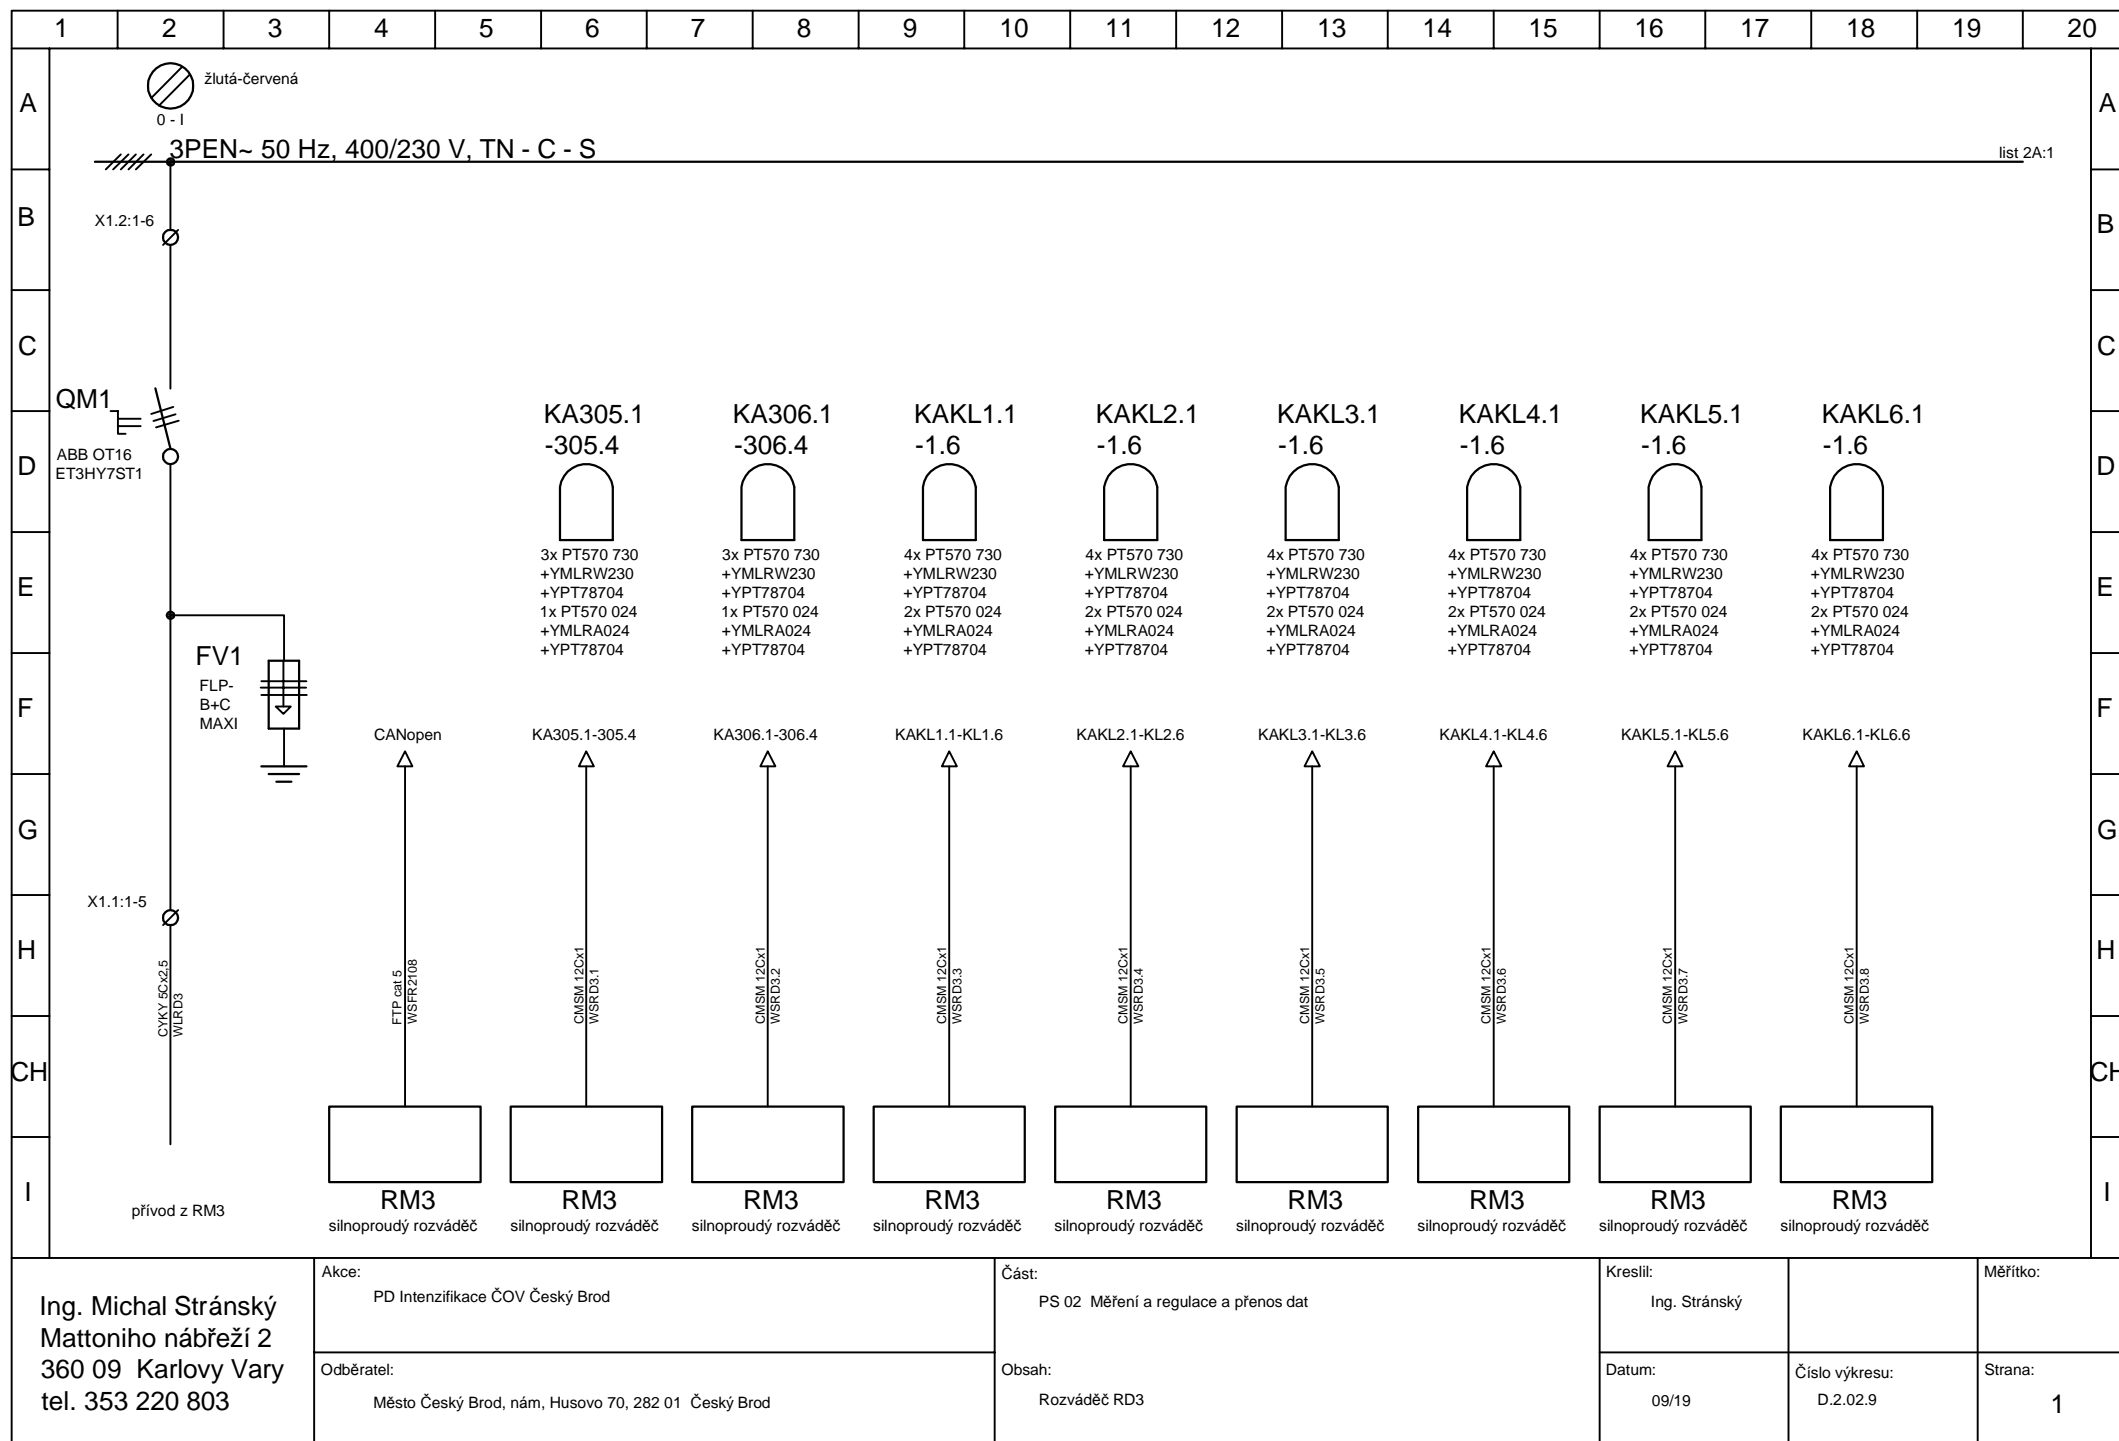 1 2 3 4 5 6 7 8 9 10 11 12 13 14 15 16 17 18 19 20
A A
žlutá-červená
0 - I
3PEN~ 50 Hz, 400/230 V, TN - C - S
list 2A:1
B B
X1.2:1-6
C C
QM1
ABB OT16
ET3HY7ST1
D D
KA305.1 KA306.1 KAKL1.1 KAKL2.1 KAKL3.1 KAKL4.1 KAKL5.1 KAKL6.1
-305.4 -306.4 -1.6 -1.6 -1.6 -1.6 -1.6 -1.6
3x PT570 730 3x PT570 730 4x PT570 730 4x PT570 730 4x PT570 730 4x PT570 730 4x PT570 730 4x PT570 730
+YMLRW230 +YMLRW230 +YMLRW230 +YMLRW230 +YMLRW230 +YMLRW230 +YMLRW230 +YMLRW230
+YPT78704 +YPT78704 +YPT78704 +YPT78704 +YPT78704 +YPT78704 +YPT78704 +YPT78704
1x PT570 024 1x PT570 024 2x PT570 024 2x PT570 024 2x PT570 024 2x PT570 024 2x PT570 024 2x PT570 024
+YMLRA024 +YMLRA024 +YMLRA024 +YMLRA024 +YMLRA024 +YMLRA024 +YMLRA024 +YMLRA024
+YPT78704 +YPT78704 +YPT78704 +YPT78704 +YPT78704 +YPT78704 +YPT78704 +YPT78704
E E
FV1
FLP-
B+C
MAXI
F F
CANopen KA305.1-305.4 KA306.1-306.4 KAKL1.1-KL1.6 KAKL2.1-KL2.6 KAKL3.1-KL3.6 KAKL4.1-KL4.6 KAKL5.1-KL5.6 KAKL6.1-KL6.6
G G
X1.1:1-5
H H
CYKY 5Cx2,5
WLRD3
FTP cat 5
WSFR2108
CMSM 12Cx1
WSRD3.1
CMSM 12Cx1
WSRD3.2
CMSM 12Cx1
WSRD3.3
CMSM 12Cx1
WSRD3.4
CMSM 12Cx1
WSRD3.5
CMSM 12Cx1
WSRD3.6
CMSM 12Cx1
WSRD3.7
CMSM 12Cx1
WSRD3.8
CH CH
I I
přívod z RM3
RM3 RM3 RM3 RM3 RM3 RM3 RM3 RM3 RM3
silnoproudý rozváděč silnoproudý rozváděč silnoproudý rozváděč silnoproudý rozváděč silnoproudý rozváděč silnoproudý rozváděč silnoproudý rozváděč silnoproudý rozváděč silnoproudý rozváděč
Ing. Michal Stránský
Mattoniho nábřeží 2
360 09 Karlovy Vary
tel. 353 220 803
Akce:
PD Intenzifikace ČOV Český Brod
Odběratel:
Město Český Brod, nám, Husovo 70, 282 01 Český Brod
Část:
PS 02 Měření a regulace a přenos dat
Obsah:
Rozváděč RD3
Kreslil:
Ing. Stránský
Měřítko:
Datum:
09/19
Číslo výkresu:
D.2.02.9
Strana:
1